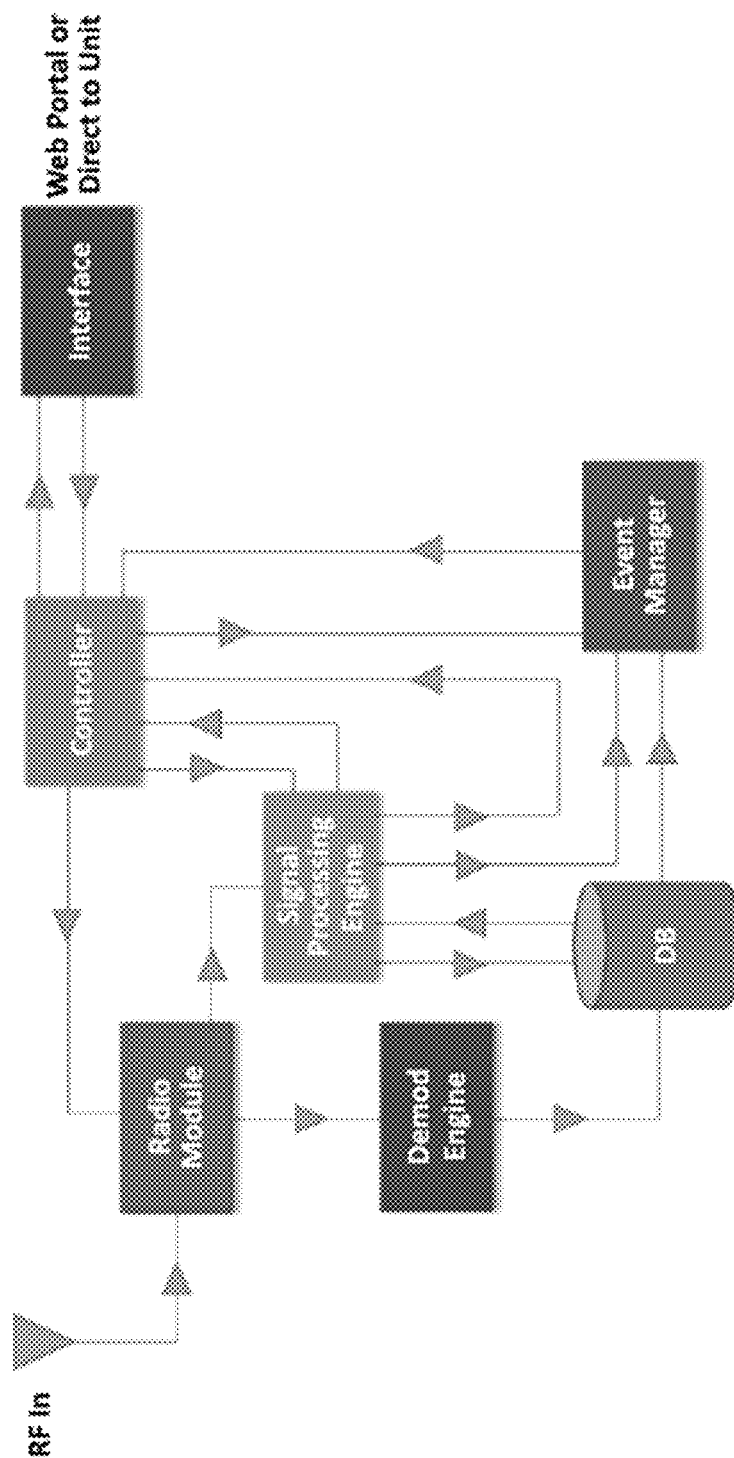 RF In
Radio
Module
Demod
Engine
Signal
Processing
Engine
DB
Controller
Event
Manager
Interface
Web Portal or
Direct to Unit